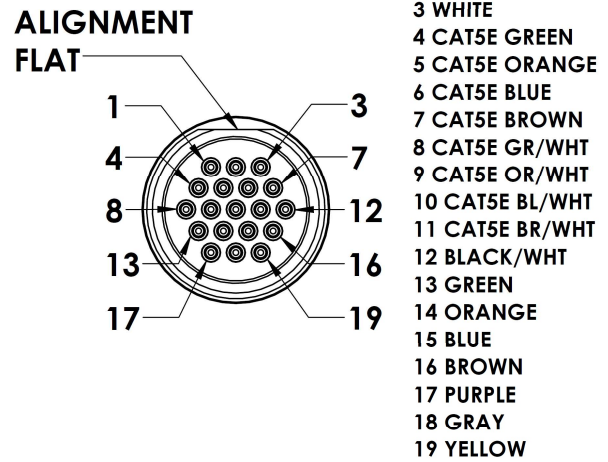 ALIGNMENT
FLAT
1
3
4
7
8
12
13
16
17
19
3 WHITE
4 CAT5E GREEN
5 CAT5E ORANGE
6 CAT5E BLUE
7 CAT5E BROWN
8 CAT5E GR/WHT
9 CAT5E OR/WHT
10 CAT5E BL/WHT
11 CAT5E BR/WHT
12 BLACK/WHT
13 GREEN
14 ORANGE
15 BLUE
16 BROWN
17 PURPLE
18 GRAY
19 YELLOW